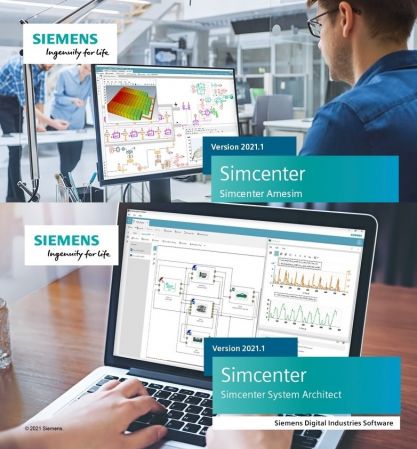 SIEMENS
Ingenuity for life
Version 2021.1
Simcenter
Simcenter Amesim
SIEMENS
Ingenuity for life
Version 2021.1
Simcenter
Simcenter System Architect
© 2021 Siemens
Siemens Digital Industries Software